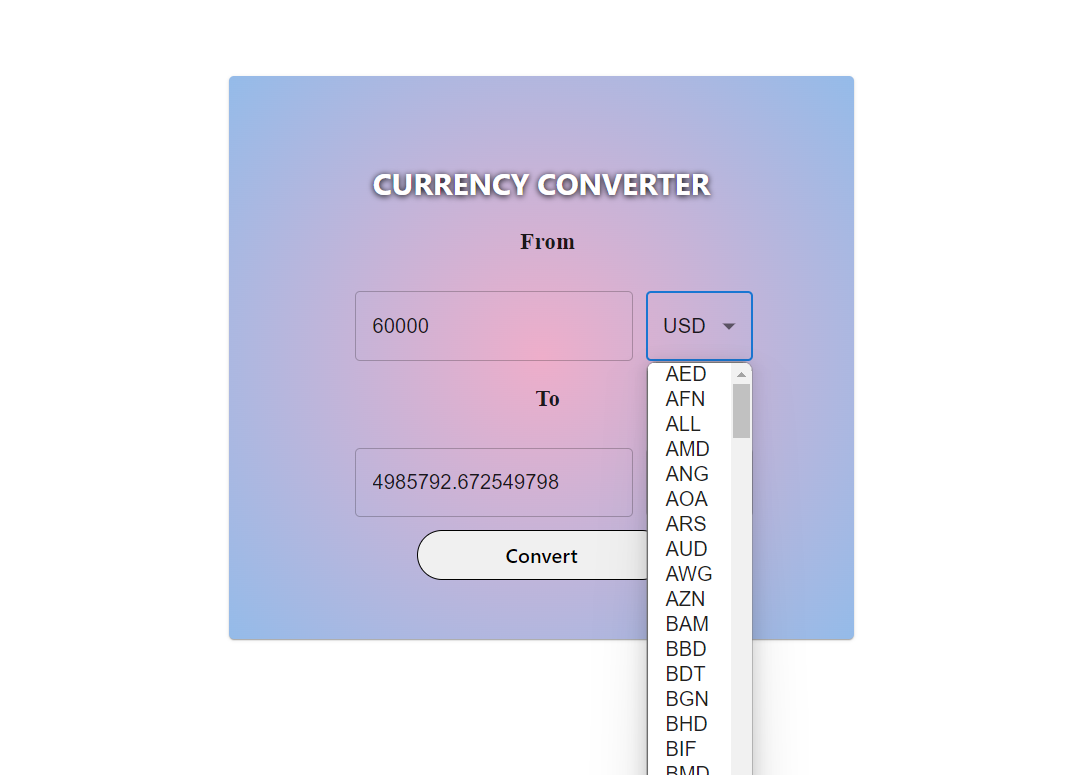 CURRENCY CONVERTER
From
60000
USD
To
4985792.672549798
Convert
AED
AFN
ALL
AMD
ANG
AOA
ARS
AUD
AWG
AZN
BAM
BBD
BDT
BGN
BHD
BIF
BMD